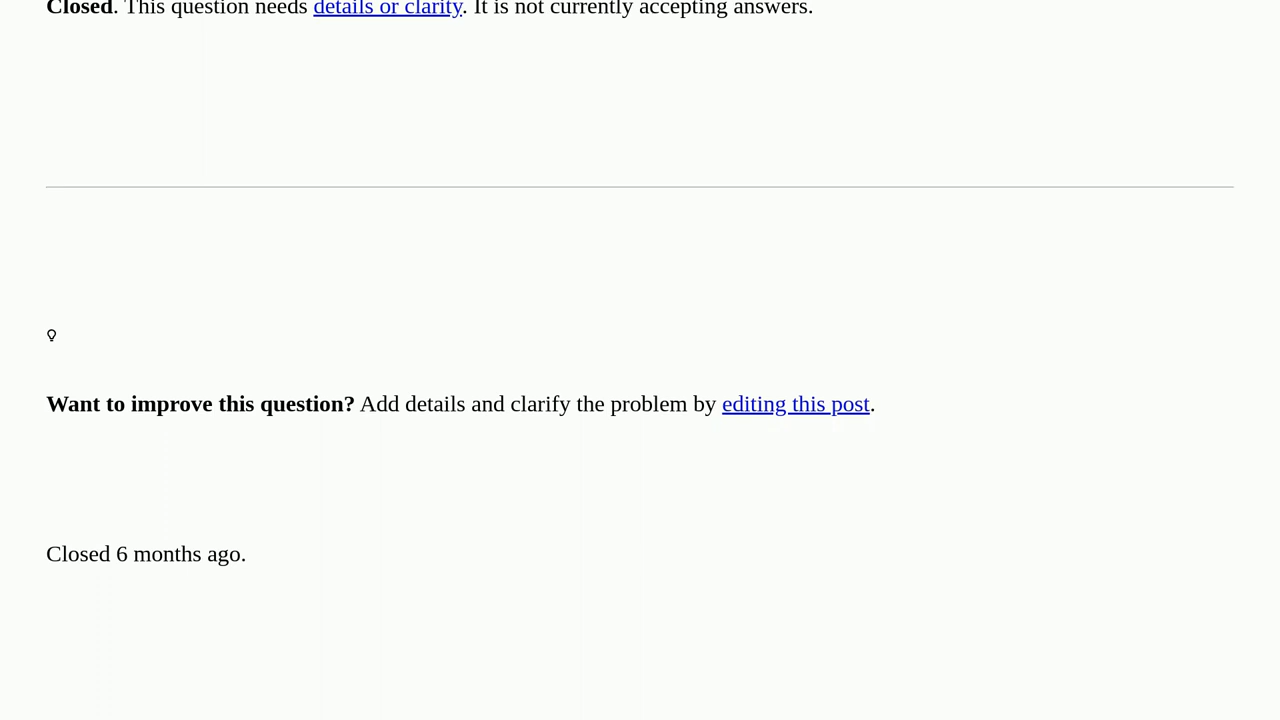 Closed. This question needs details or clarity. It is not currently accepting answers.
Want to improve this question? Add details and clarify the problem by editing this post.
Closed 6 months ago.